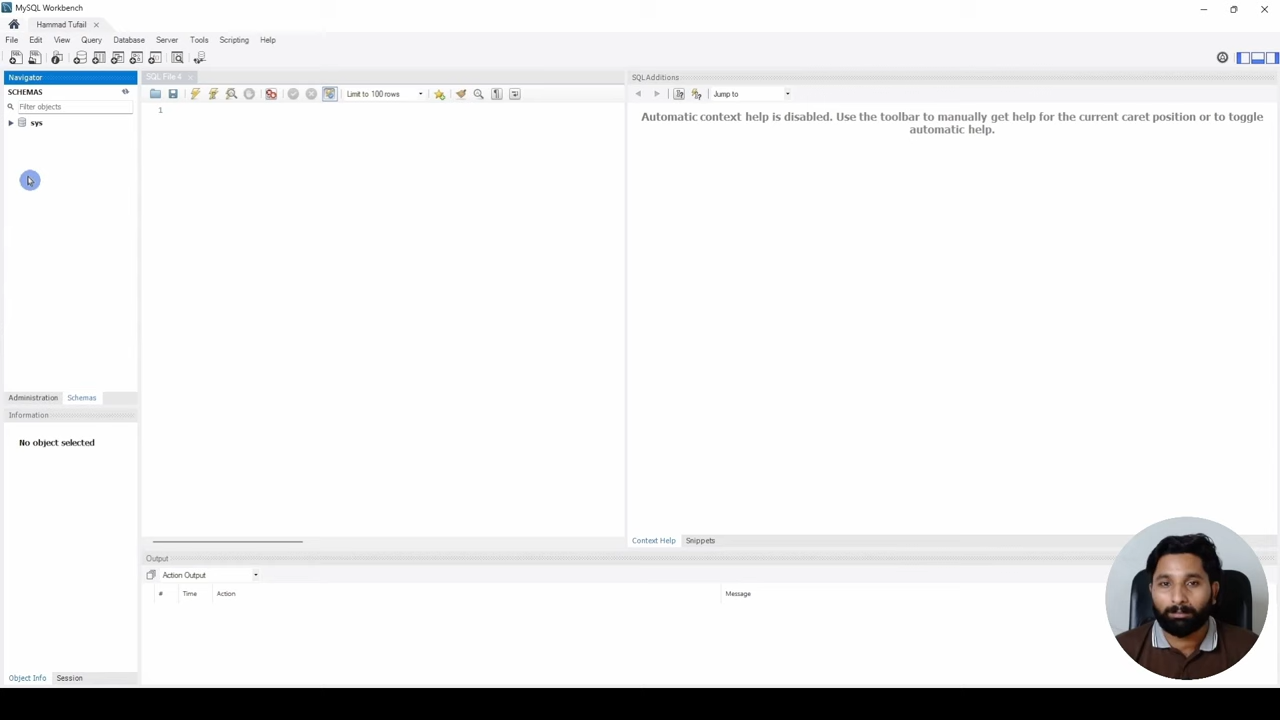 MySQL Workbench
Hammad Tufail
File Edit View Query Database Server Tools Scripting Help
Navigator
SCHEMAS
Filter objects
sys
Administration Schemas
Information
No object selected
Object Info Session
SQL File 4
Limit to 100 rows
1
SQLAdditions
Jump to
Automatic context help is disabled. Use the toolbar to manually get help for the current caret position or to toggle
automatic help.
Context Help Snippets
Output
Action Output
# Time Action Message